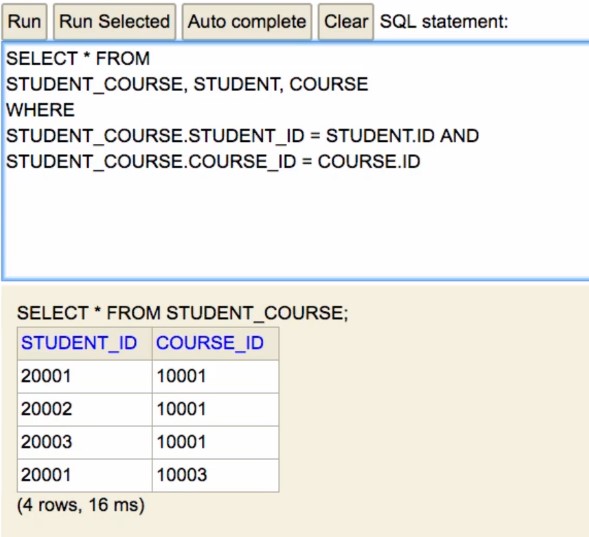 Run Run Selected Auto complete Clear SQL statement:
SELECT * FROM
STUDENT_COURSE, STUDENT, COURSE
WHERE
STUDENT_COURSE.STUDENT_ID = STUDENT.ID AND
STUDENT_COURSE.COURSE_ID = COURSE.ID
SELECT * FROM STUDENT_COURSE;
STUDENT_ID COURSE_ID
20001 10001
20002 10001
20003 10001
20001 10003
(4 rows, 16 ms)